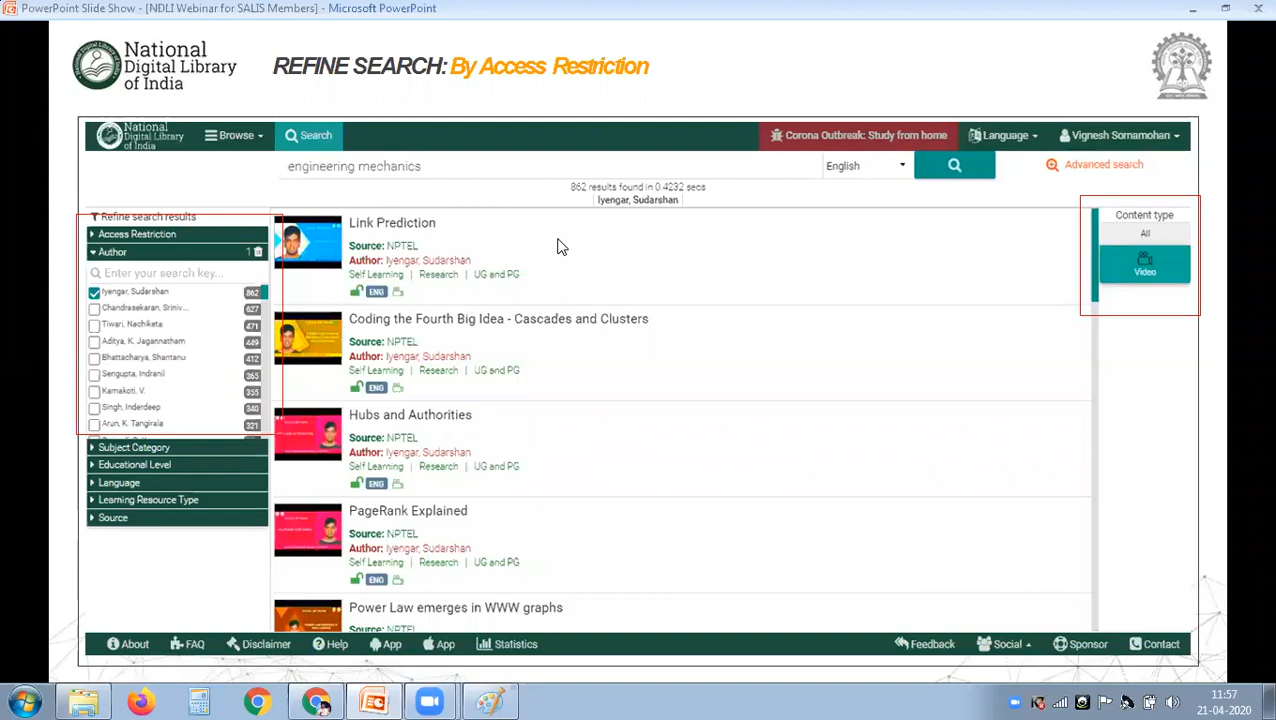 PowerPoint Slide Show - [NDLI Webinar for SALIS Members] - Microsoft PowerPoint
National
Digital Library
of India
REFINE SEARCH: By Access Restriction
National
Digital Library
of India
Browse
Search
Corona Outbreak: Study from home
Language
Vignesh Sornamohan
engineering mechanics
English
Advanced search
862 results found in 0.4232 secs
Iyengar, Sudarshan
Refine search results
Access Restriction
Author 1
Enter your search key...
Iyengar, Sudarshan 862
Chandrasekaran, Sriniv... 627
Tiwari, Nachiketa 471
Aditya, K. Jagannatham 449
Bhattacharya, Shantanu 412
Sengupta, Indranil 365
Kamakoti, V. 355
Singh, Inderdeep 340
Arun, K. Tangirala 321
Subject Category
Educational Level
Language
Learning Resource Type
Source
Link Prediction
Source: NPTEL
Author: Iyengar, Sudarshan
Self Learning | Research | UG and PG
ENG
Coding the Fourth Big Idea - Cascades and Clusters
Source: NPTEL
Author: Iyengar, Sudarshan
Self Learning | Research | UG and PG
ENG
Hubs and Authorities
Source: NPTEL
Author: Iyengar, Sudarshan
Self Learning | Research | UG and PG
ENG
PageRank Explained
Source: NPTEL
Author: Iyengar, Sudarshan
Self Learning | Research | UG and PG
ENG
Power Law emerges in WWW graphs
Source: NPTEL
Content type
All
Video
About
FAQ
Disclaimer
Help
App
App
Statistics
Feedback
Social
Sponsor
Contact
11:57
21-04-2020